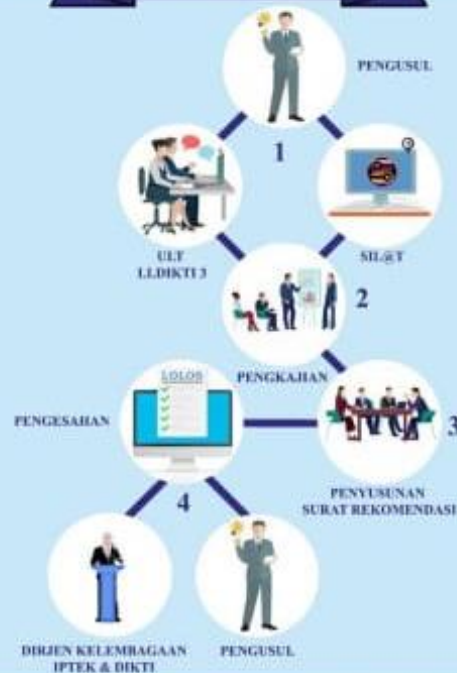 PENGUSUL
1
ULT
LLDIKTI 3
SIL@T
2
PENGKAJIAN
LOLOS
PENGESAHAN
3
PENYUSUNAN
SURAT REKOMENDASI
4
DIRJEN KELEMBAGAAN
IPTEK & DIKTI
PENGUSUL